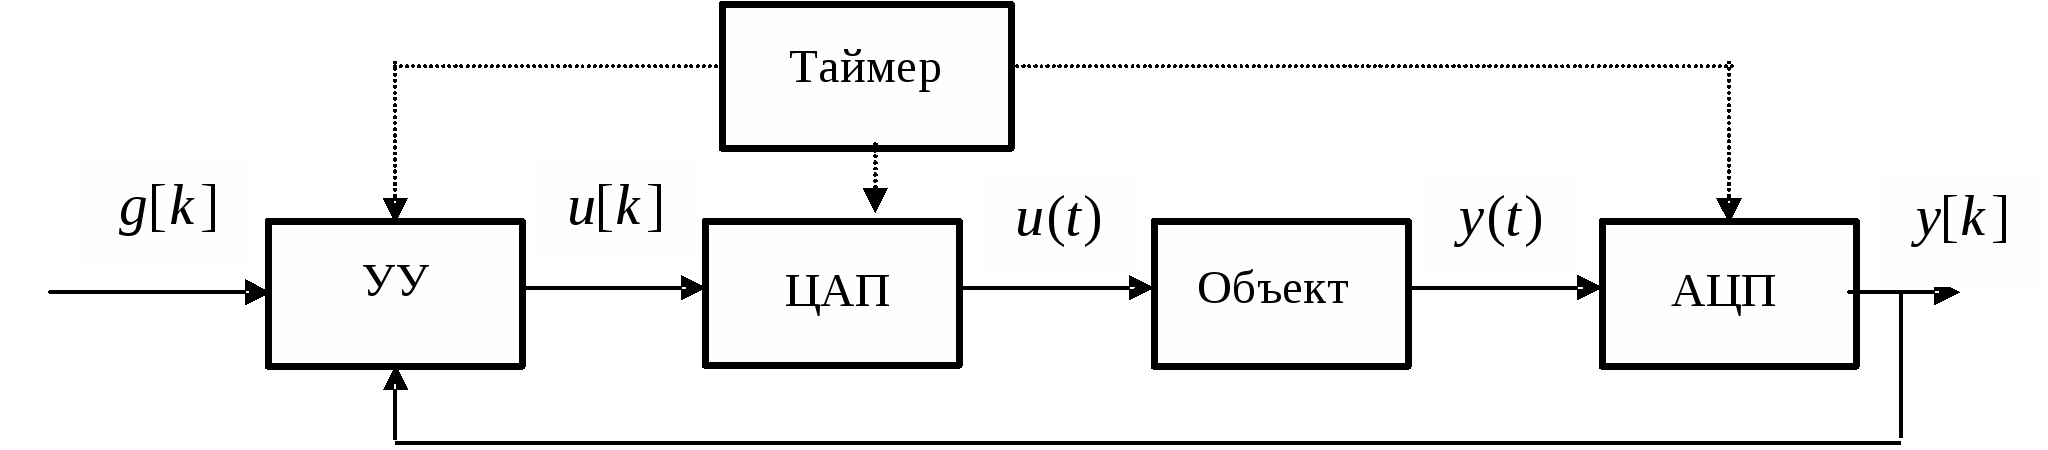 Таймер
g[k]
u[k]
u(t)
y(t)
y[k]
УУ
ЦАП
Объект
АЦП